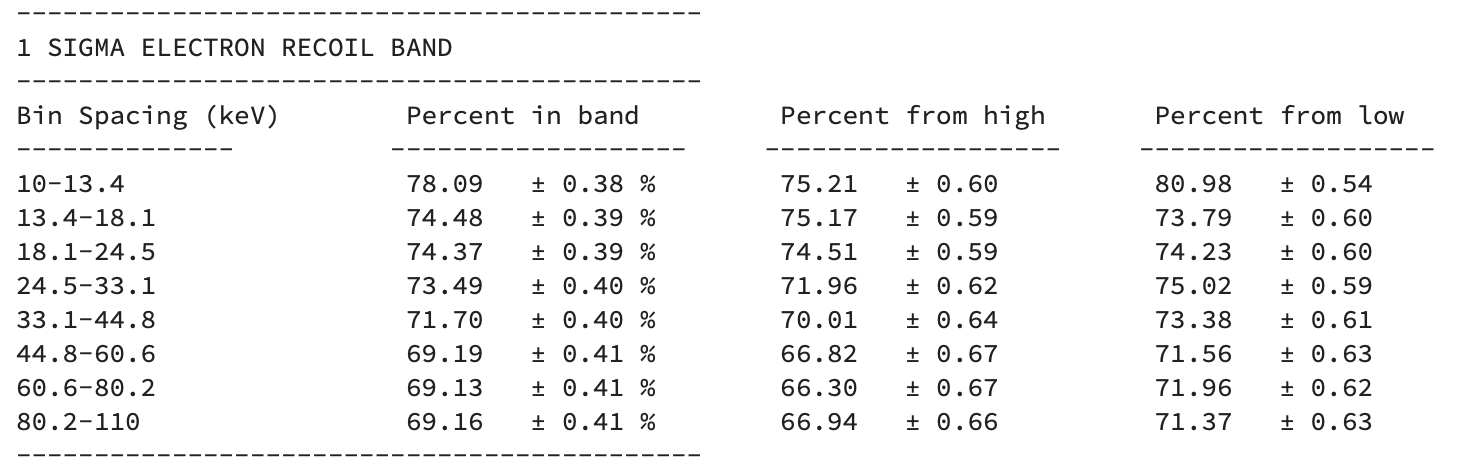 --------------------------------------------
1 SIGMA ELECTRON RECOIL BAND
--------------------------------------------
Bin Spacing (keV)        Percent in band         Percent from high       Percent from low
--------------          -------------------     -------------------     -------------------
10-13.4                  78.09   ± 0.38 %        75.21   ± 0.60          80.98   ± 0.54
13.4-18.1                74.48   ± 0.39 %        75.17   ± 0.59          73.79   ± 0.60
18.1-24.5                74.37   ± 0.39 %        74.51   ± 0.59          74.23   ± 0.60
24.5-33.1                73.49   ± 0.40 %        71.96   ± 0.62          75.02   ± 0.59
33.1-44.8                71.70   ± 0.40 %        70.01   ± 0.64          73.38   ± 0.61
44.8-60.6                69.19   ± 0.41 %        66.82   ± 0.67          71.56   ± 0.63
60.6-80.2                69.13   ± 0.41 %        66.30   ± 0.67          71.96   ± 0.62
80.2-110                 69.16   ± 0.41 %        66.94   ± 0.66          71.37   ± 0.63
--------------------------------------------